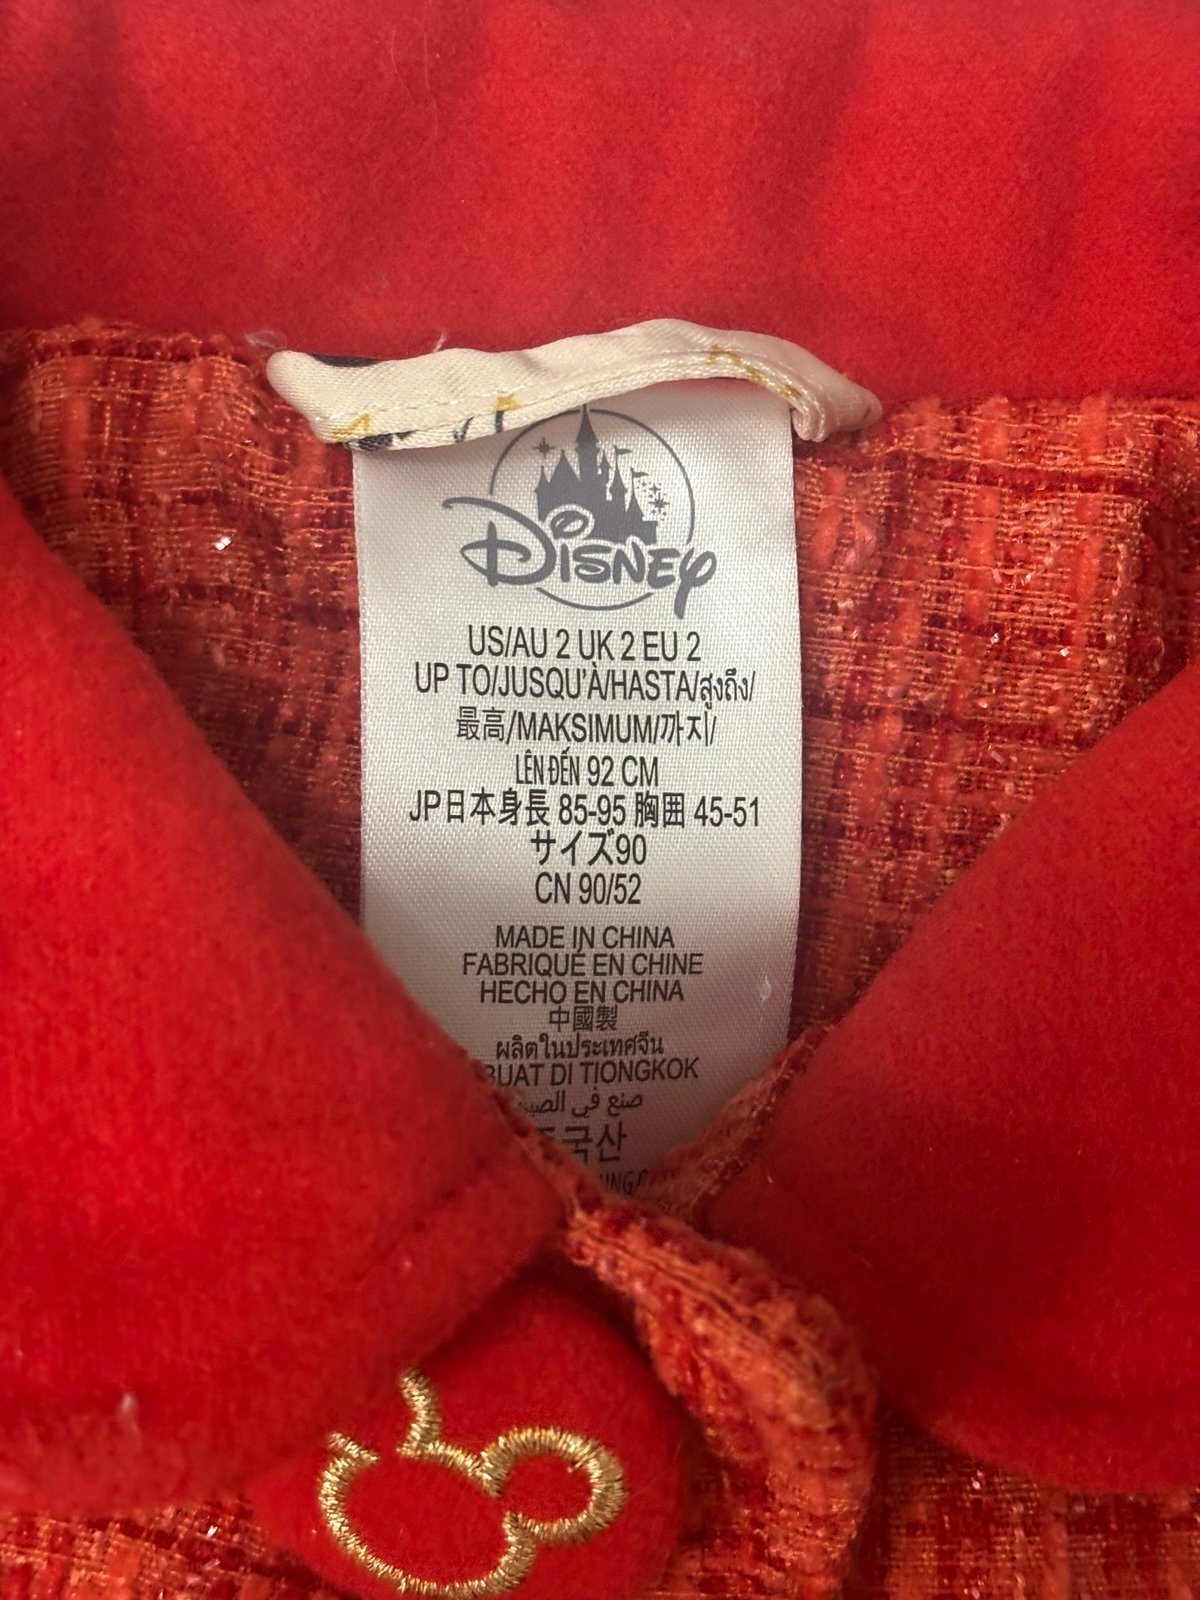 Disney
US/AU 2 UK 2 EU 2
UP TO/JUSQU'À/HASTA/สูงถึง/
最高/MAKSIMUM/까지/
LÊN ĐẾN 92 CM
JP日本身長 85-95 胸囲 45-51
サイズ90
CN 90/52
MADE IN CHINA
FABRIQUÉ EN CHINE
HECHO EN CHINA
中國製
ผลิตในประเทศจีน
BUAT DI TIONGKOK
صنع في
국산